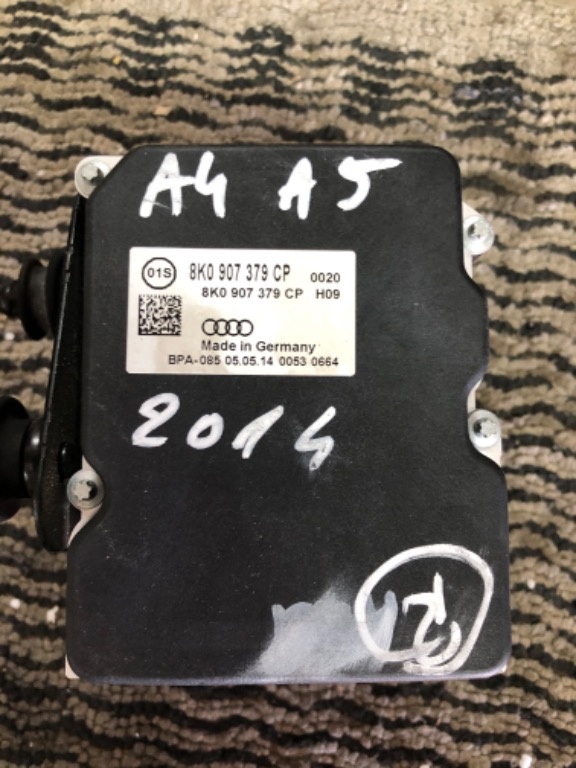 A4 A5
01S 8K0 907 379 CP 0020
8K0 907 379 CP H09
Made in Germany
BPA-085 05.05.14 0053 0664
2014